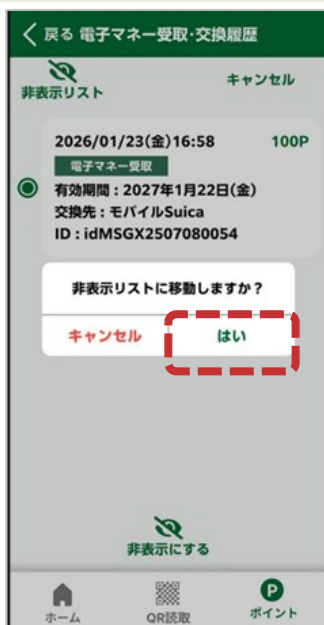 戻る 電子マネー受取・交換履歴
非表示リスト キャンセル
2026/01/23(金)16:58 100P
電子マネー受取
有効期間：2027年1月22日(金)
交換先：モバイルSuica
ID：idMSGX2507080054
非表示リストに移動しますか？
キャンセル はい
非表示にする
P
ホーム QR読取 ポイント